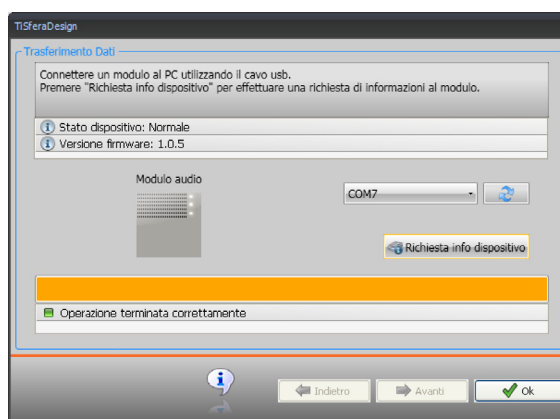 TiSferaDesign
Trasferimento Dati
Connettere un modulo al PC utilizzando il cavo usb.
Premere "Richiesta info dispositivo" per effettuare una richiesta di informazioni al modulo.
Stato dispositivo: Normale
Versione firmware: 1.0.5
Modulo audio
COM7
Richiesta info dispositivo
Operazione terminata correttamente
Indietro
Avanti
Ok